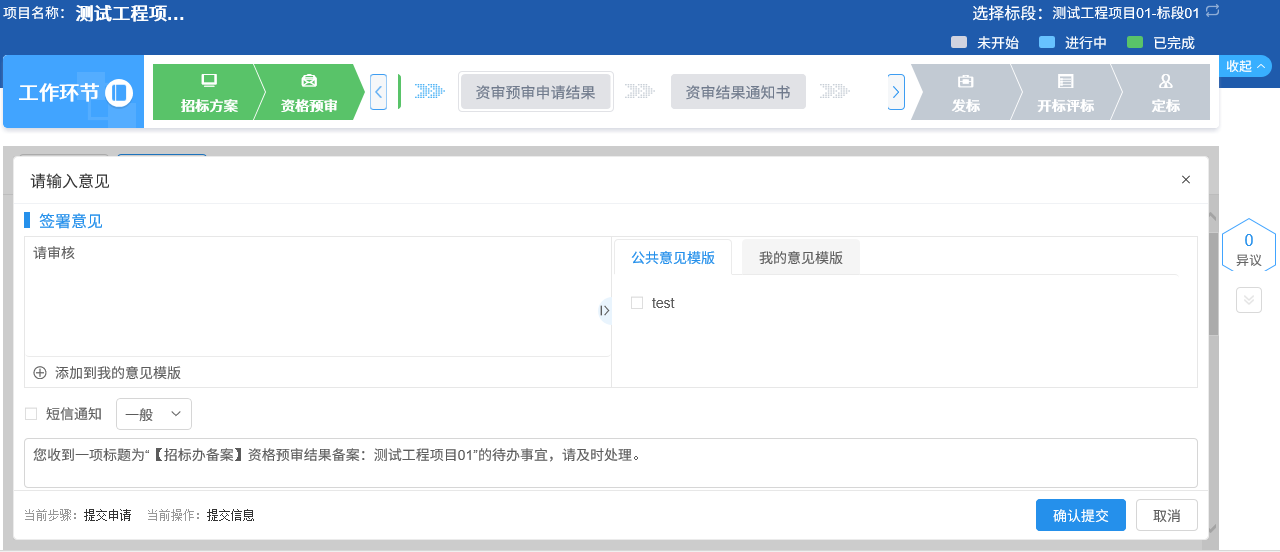 项目名称： 测试工程项...
选择标段：测试工程项目01-标段01
未开始 进行中 已完成
收起
工作环节
招标方案
资格预审
资审预审申请结果
资审结果通知书
发标
开标评标
定标
请输入意见
×
签署意见
请审核
公共意见模版
我的意见模版
test
添加到我的意见模版
0
异议
短信通知
一般
您收到一项标题为“【招标办备案】资格预审结果备案：测试工程项目01”的待办事宜，请及时处理。
当前步骤：提交申请 当前操作：提交信息
确认提交
取消